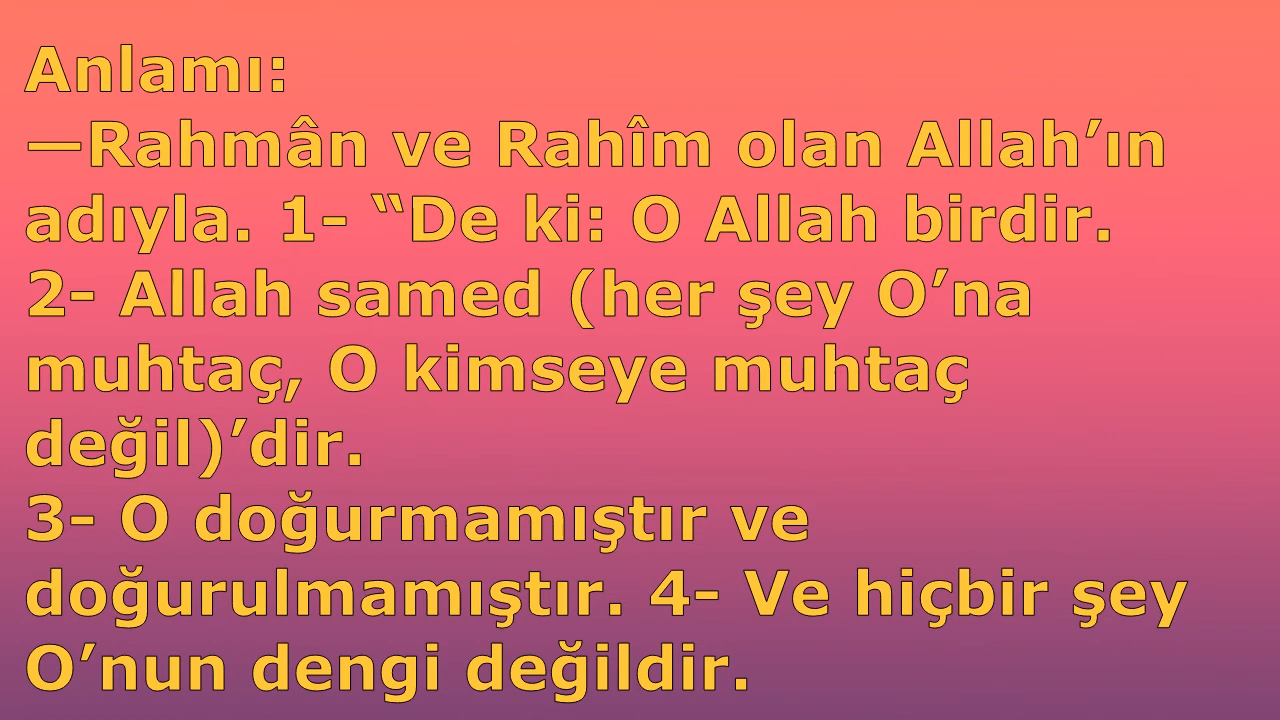 Anlamı:
—Rahmân ve Rahîm olan Allah’ın
adıyla. 1- “De ki: O Allah birdir.
2- Allah samed (her şey O’na
muhtaç, O kimseye muhtaç
değil)’dir.
3- O doğurmamıştır ve
doğurulmamıştır. 4- Ve hiçbir şey
O’nun dengi değildir.